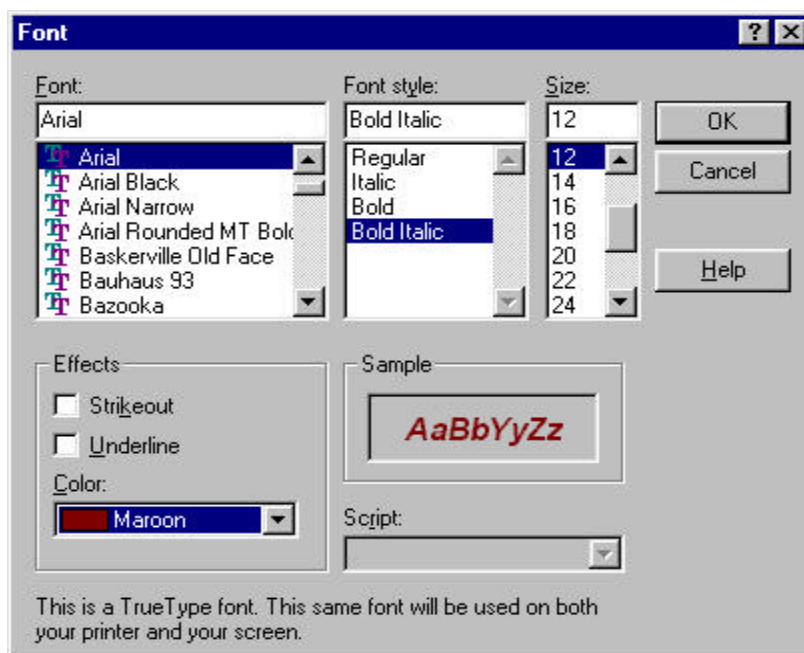 Font
Font:
Arial
Arial
Arial Black
Arial Narrow
Arial Rounded MT Bold
Baskerville Old Face
Bauhaus 93
Bazooka
Font style:
Bold Italic
Regular
Italic
Bold
Bold Italic
Size:
12
12
14
16
18
20
22
24
OK
Cancel
Help
Effects
Strikeout
Underline
Color:
Maroon
Sample
AaBbYyZz
Script:
This is a TrueType font. This same font will be used on both
your printer and your screen.